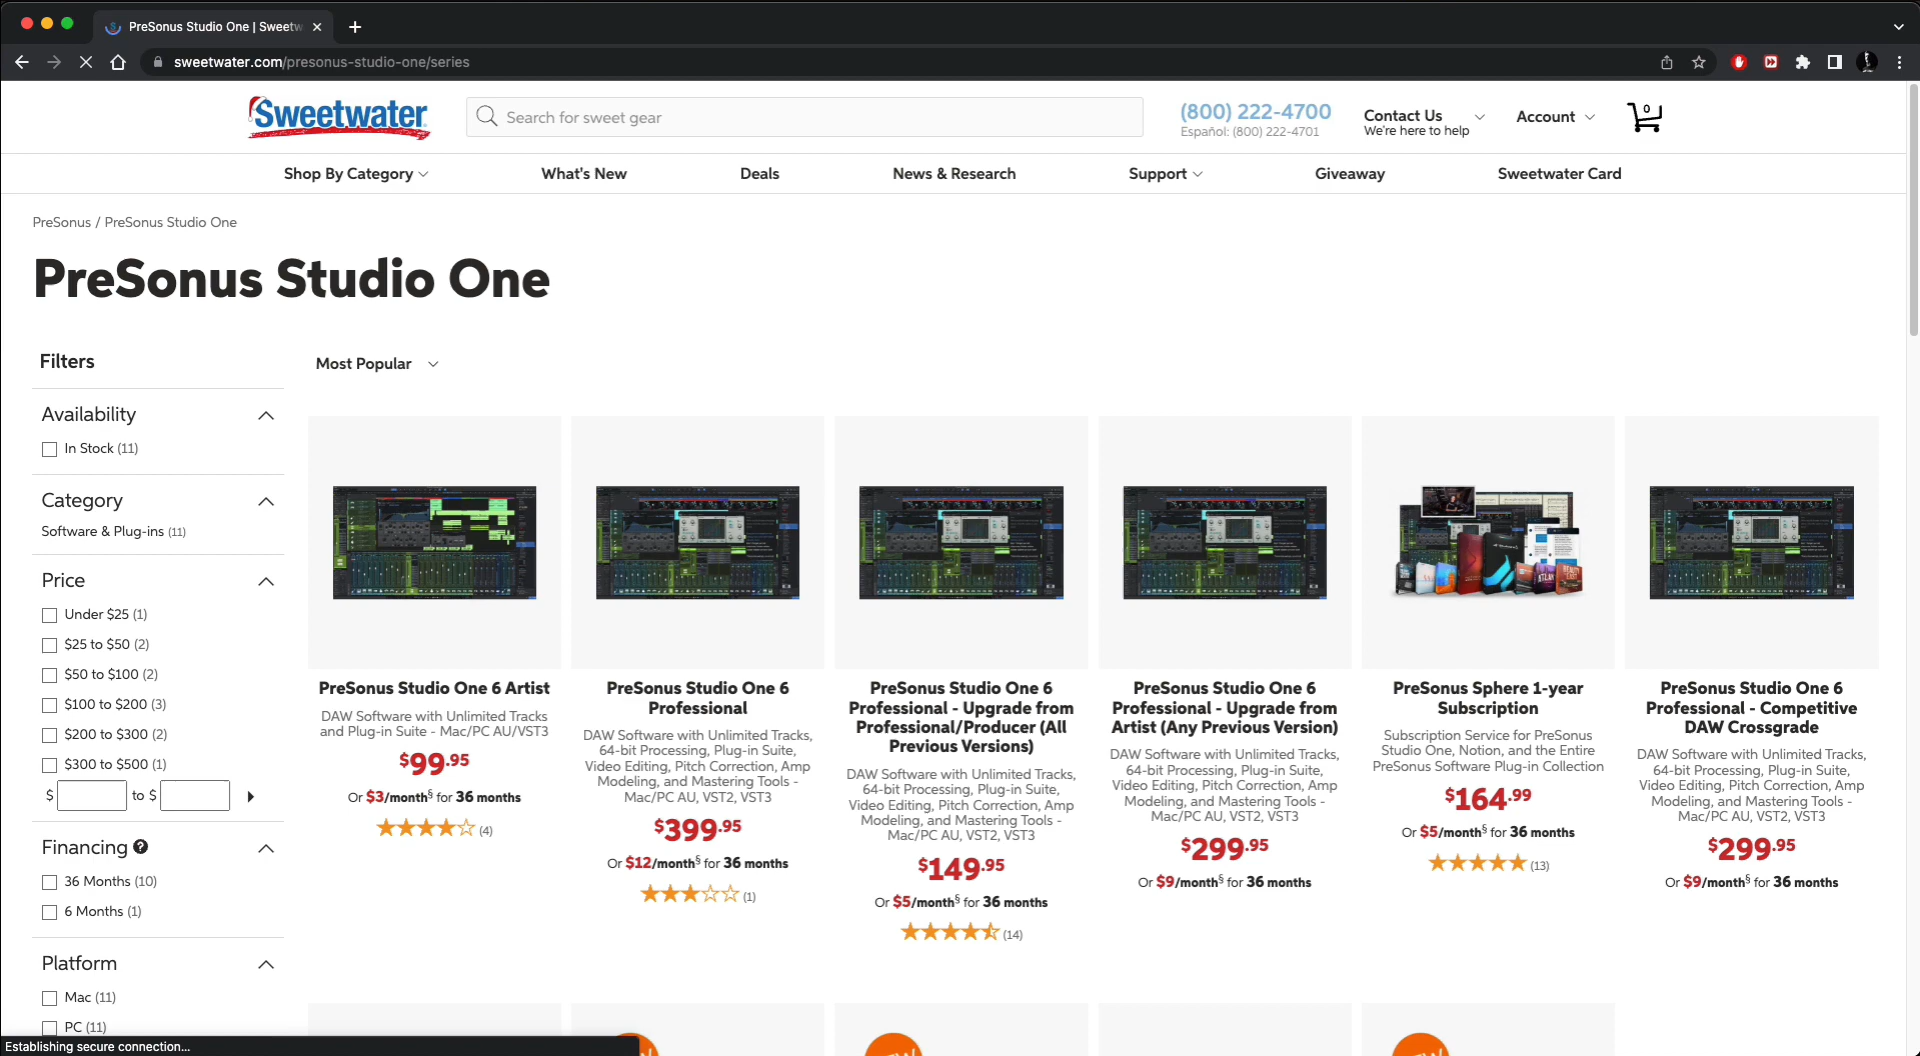 PreSonus Studio One | Sweetw
sweetwater.com/presonus-studio-one/series
Sweetwater
Search for sweet gear
(800) 222-4700
Español: (800) 222-4701
Contact Us
We're here to help
Account
0
Shop By Category
What's New
Deals
News & Research
Support
Giveaway
Sweetwater Card
PreSonus / PreSonus Studio One
PreSonus Studio One
Filters
Most Popular
Availability
In Stock (11)
Category
Software & Plug-ins (11)
Price
Under $25 (1)
$25 to $50 (2)
$50 to $100 (2)
$100 to $200 (3)
$200 to $300 (2)
$300 to $500 (1)
$ to $
Financing
36 Months (10)
6 Months (1)
Platform
Mac (11)
PC (11)
PreSonus Studio One 6 Artist
DAW Software with Unlimited Tracks
and Plug-in Suite - Mac/PC AU/VST3
$99.95
Or $3/month§ for 36 months
(4)
PreSonus Studio One 6
Professional
DAW Software with Unlimited Tracks,
64-bit Processing, Plug-in Suite,
Video Editing, Pitch Correction, Amp
Modeling, and Mastering Tools -
Mac/PC AU, VST2, VST3
$399.95
Or $12/month§ for 36 months
(1)
PreSonus Studio One 6
Professional - Upgrade from
Professional/Producer (All
Previous Versions)
DAW Software with Unlimited Tracks,
64-bit Processing, Plug-in Suite,
Video Editing, Pitch Correction, Amp
Modeling, and Mastering Tools -
Mac/PC AU, VST2, VST3
$149.95
Or $5/month§ for 36 months
(14)
PreSonus Studio One 6
Professional - Upgrade from
Artist (Any Previous Version)
DAW Software with Unlimited Tracks,
64-bit Processing, Plug-in Suite,
Video Editing, Pitch Correction, Amp
Modeling, and Mastering Tools -
Mac/PC AU, VST2, VST3
$299.95
Or $9/month§ for 36 months
PreSonus Sphere 1-year
Subscription
Subscription Service for PreSonus
Studio One, Notion, and the Entire
PreSonus Software Plug-in Collection
$164.99
Or $5/month§ for 36 months
(13)
PreSonus Studio One 6
Professional - Competitive
DAW Crossgrade
DAW Software with Unlimited Tracks,
64-bit Processing, Plug-in Suite,
Video Editing, Pitch Correction, Amp
Modeling, and Mastering Tools -
Mac/PC AU, VST2, VST3
$299.95
Or $9/month§ for 36 months
Establishing secure connection...